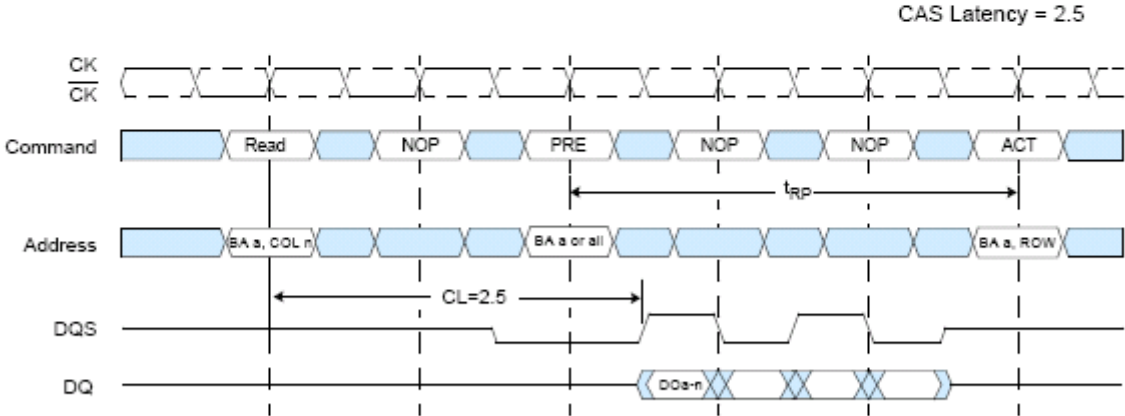 CAS Latency = 2.5
CK
CK
Command Read NOP PRE NOP NOP ACT
tRP
Address BA a, COL n BA a or all BA a, ROW
CL=2.5
DQS
DQ DOa-n